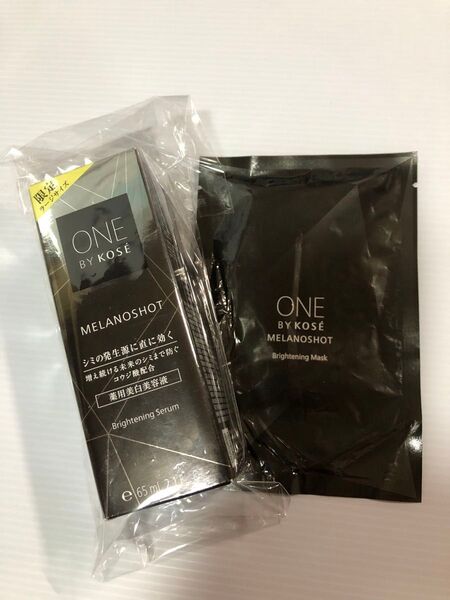 限定
ラージサイズ
ONE
BY KOSÉ
MELANOSHOT
シミの発生源に直に効く
増え続ける未来のシミまで防ぐ
コウジ酸配合
薬用美白美容液
Brightening Serum
e 65 ml 2.1
ONE
BY KOSÉ
MELANOSHOT
Brightening Mask